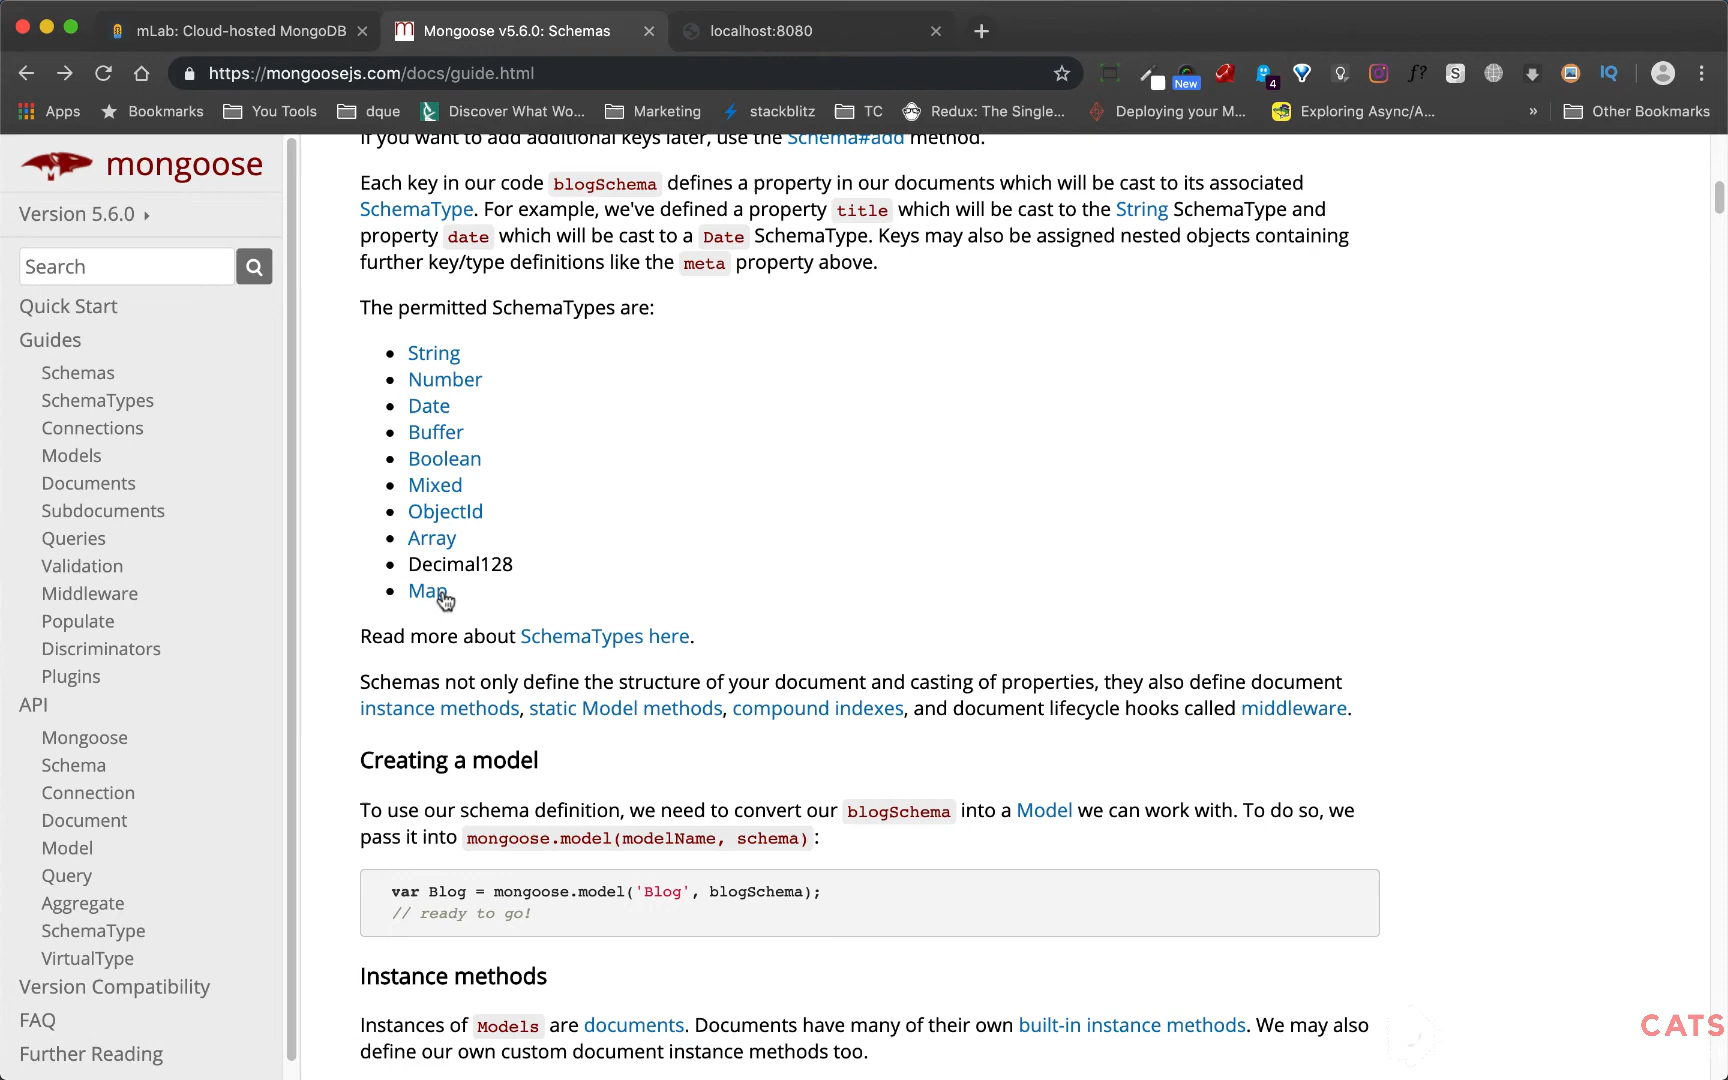 mLab: Cloud-hosted MongoDB
Mongoose v5.6.0: Schemas
localhost:8080
https://mongoosejs.com/docs/guide.html
New
4
f?
S
IQ
Apps
Bookmarks
You Tools
dque
Discover What Wo...
Marketing
stackblitz
TC
Redux: The Single...
Deploying your M...
Exploring Async/A...
»
Other Bookmarks
mongoose
Version 5.6.0
Search
Quick Start
Guides
Schemas
SchemaTypes
Connections
Models
Documents
Subdocuments
Queries
Validation
Middleware
Populate
Discriminators
Plugins
API
Mongoose
Schema
Connection
Document
Model
Query
Aggregate
SchemaType
VirtualType
Version Compatibility
FAQ
Further Reading
If you want to add additional keys later, use the Schema#add method.
Each key in our code blogSchema defines a property in our documents which will be cast to its associated
SchemaType. For example, we've defined a property title which will be cast to the String SchemaType and
property date which will be cast to a Date SchemaType. Keys may also be assigned nested objects containing
further key/type definitions like the meta property above.
The permitted SchemaTypes are:
String
Number
Date
Buffer
Boolean
Mixed
ObjectId
Array
Decimal128
Map
Read more about SchemaTypes here.
Schemas not only define the structure of your document and casting of properties, they also define document
instance methods, static Model methods, compound indexes, and document lifecycle hooks called middleware.
Creating a model
To use our schema definition, we need to convert our blogSchema into a Model we can work with. To do so, we
pass it into mongoose.model(modelName, schema):
var Blog = mongoose.model('Blog', blogSchema);
// ready to go!
Instance methods
Instances of Models are documents. Documents have many of their own built-in instance methods. We may also
define our own custom document instance methods too.
CATS